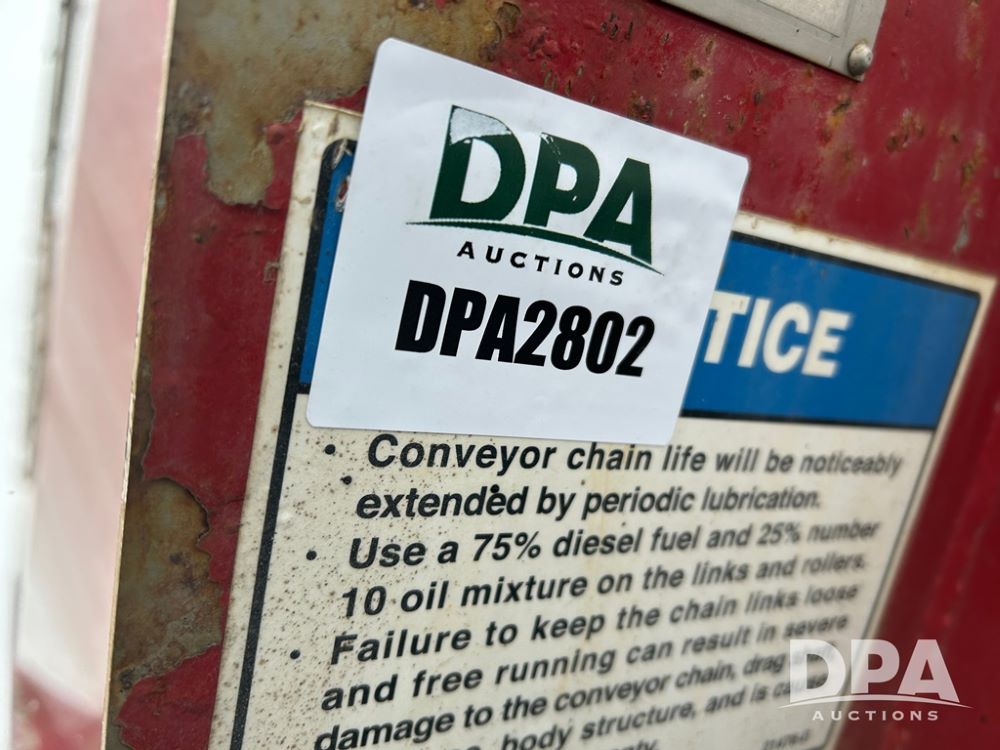 DPA
AUCTIONS
DPA2802
TICE
• Conveyor chain life will be noticeably
extended by periodic lubrication.
• Use a 75% diesel fuel and 25% number
10 oil mixture on the links and rollers.
• Failure to keep the chain links loose
and free running can result in severe
damage to the conveyor chain, drag
body structure, and is
DPA
AUCTIONS